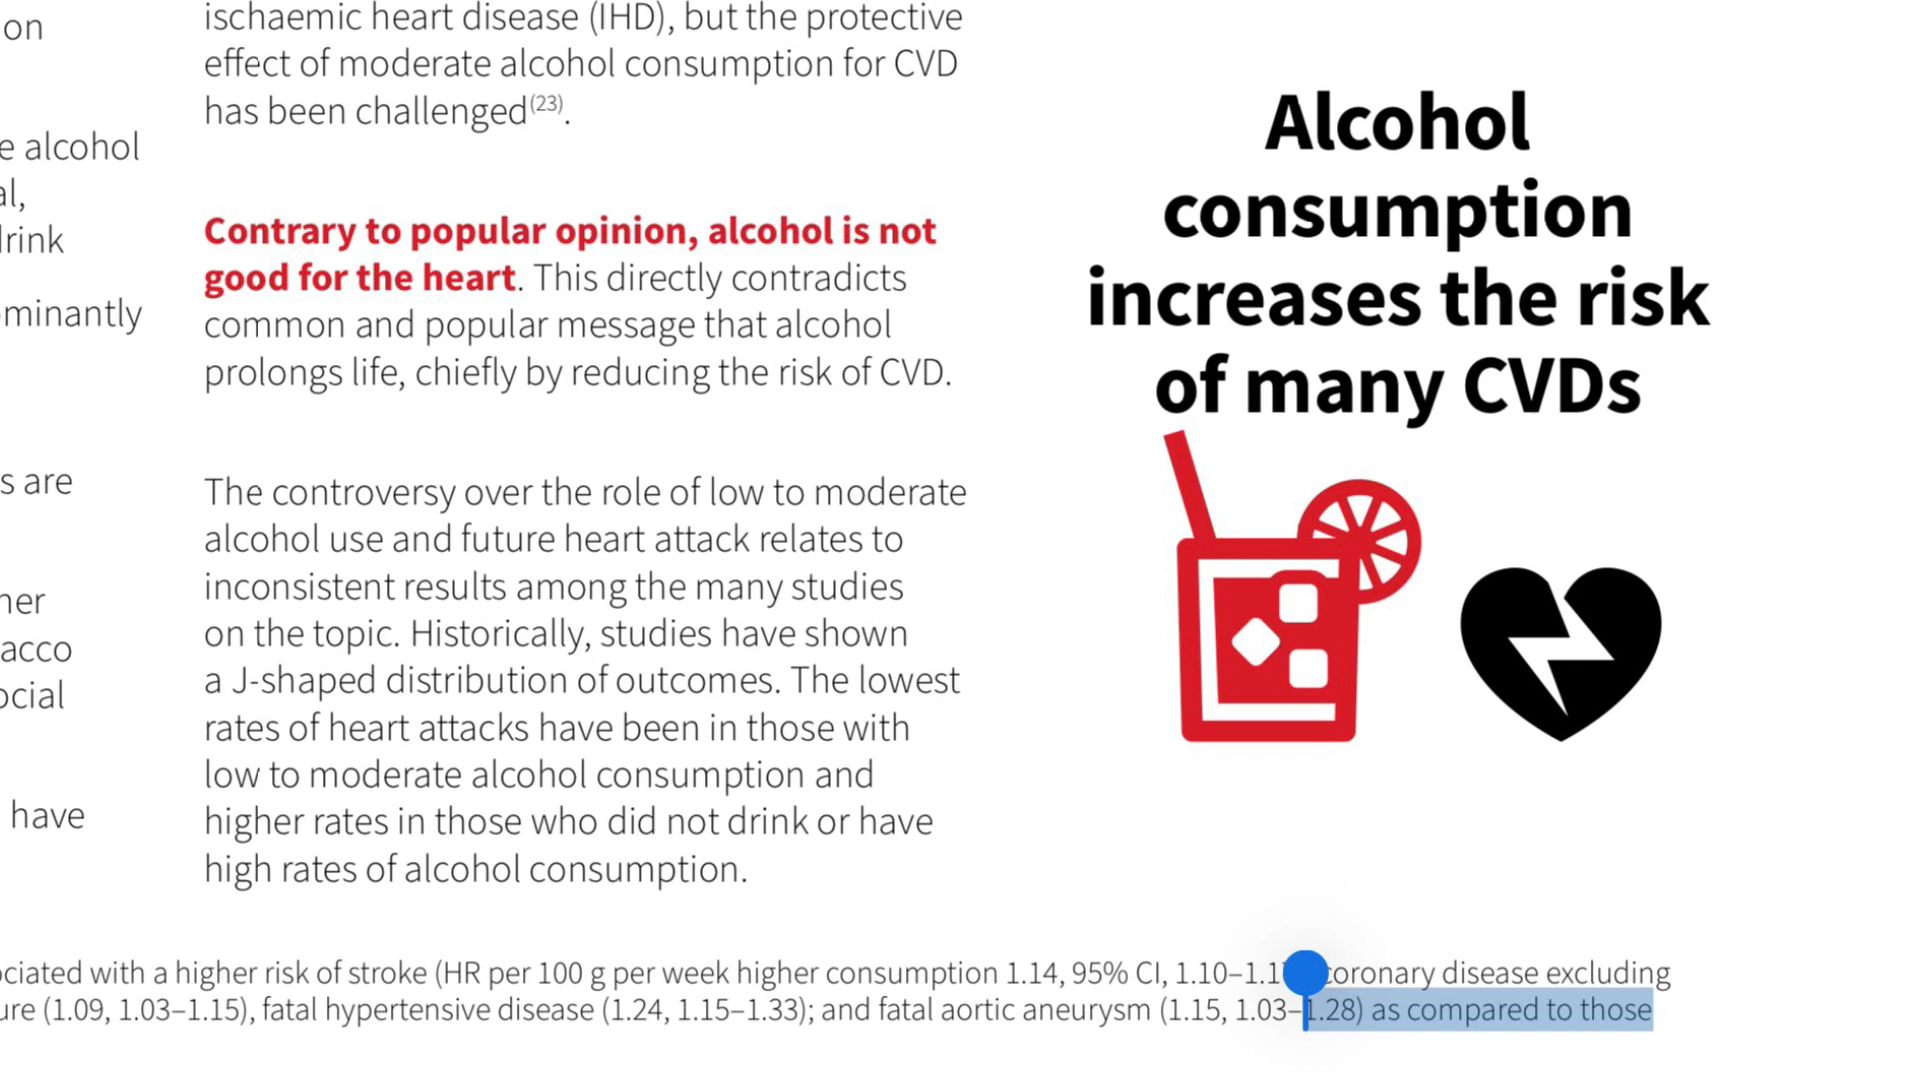 on
e alcohol
al,
drink
ominantly
s are
her
acco
ocial
have
ischaemic heart disease (IHD), but the protective
effect of moderate alcohol consumption for CVD
has been challenged(23).
Contrary to popular opinion, alcohol is not
good for the heart. This directly contradicts
common and popular message that alcohol
prolongs life, chiefly by reducing the risk of CVD.
The controversy over the role of low to moderate
alcohol use and future heart attack relates to
inconsistent results among the many studies
on the topic. Historically, studies have shown
a J-shaped distribution of outcomes. The lowest
rates of heart attacks have been in those with
low to moderate alcohol consumption and
higher rates in those who did not drink or have
high rates of alcohol consumption.
Alcohol
consumption
increases the risk
of many CVDs
ociated with a higher risk of stroke (HR per 100 g per week higher consumption 1.14, 95% CI, 1.10–1.1 coronary disease excluding
ure (1.09, 1.03–1.15), fatal hypertensive disease (1.24, 1.15–1.33); and fatal aortic aneurysm (1.15, 1.03–1.28) as compared to those